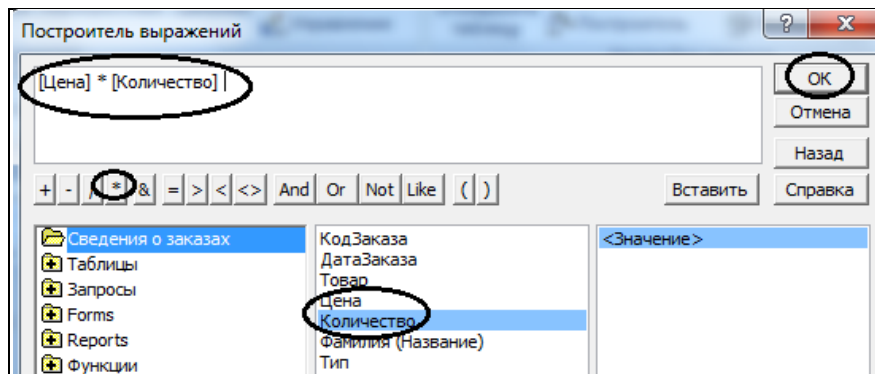 Построитель выражений
[Цена] * [Количество]
OK
Отмена
Назад
+ - / * & = > < <> And Or Not Like ( ) Вставить Справка
Сведения о заказах
Таблицы
Запросы
Forms
Reports
Функции
КодЗаказа
ДатаЗаказа
Товар
Цена
Количество
Фамилия (Название)
Тип
<Значение>